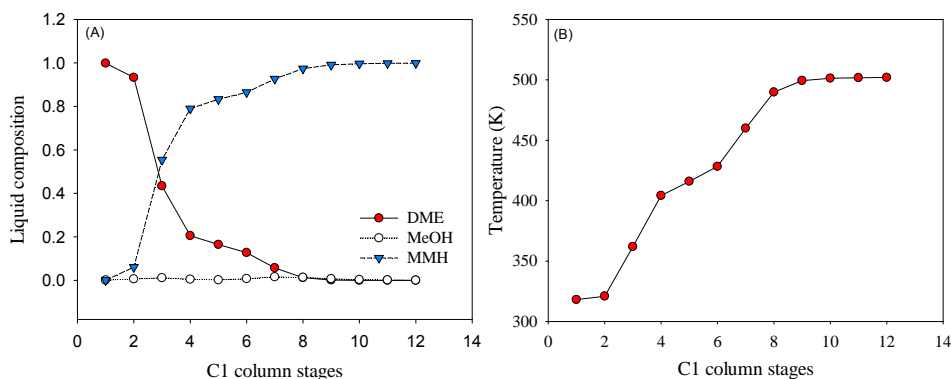 (A)
1.2
1.0
0.8
0.6
0.4
0.2
0.0
Liquid composition
DME
MeOH
MMH
0 2 4 6 8 10 12 14
C1 column stages
(B)
550
500
450
400
350
300
Temperature (K)
0 2 4 6 8 10 12 14
C1 column stages